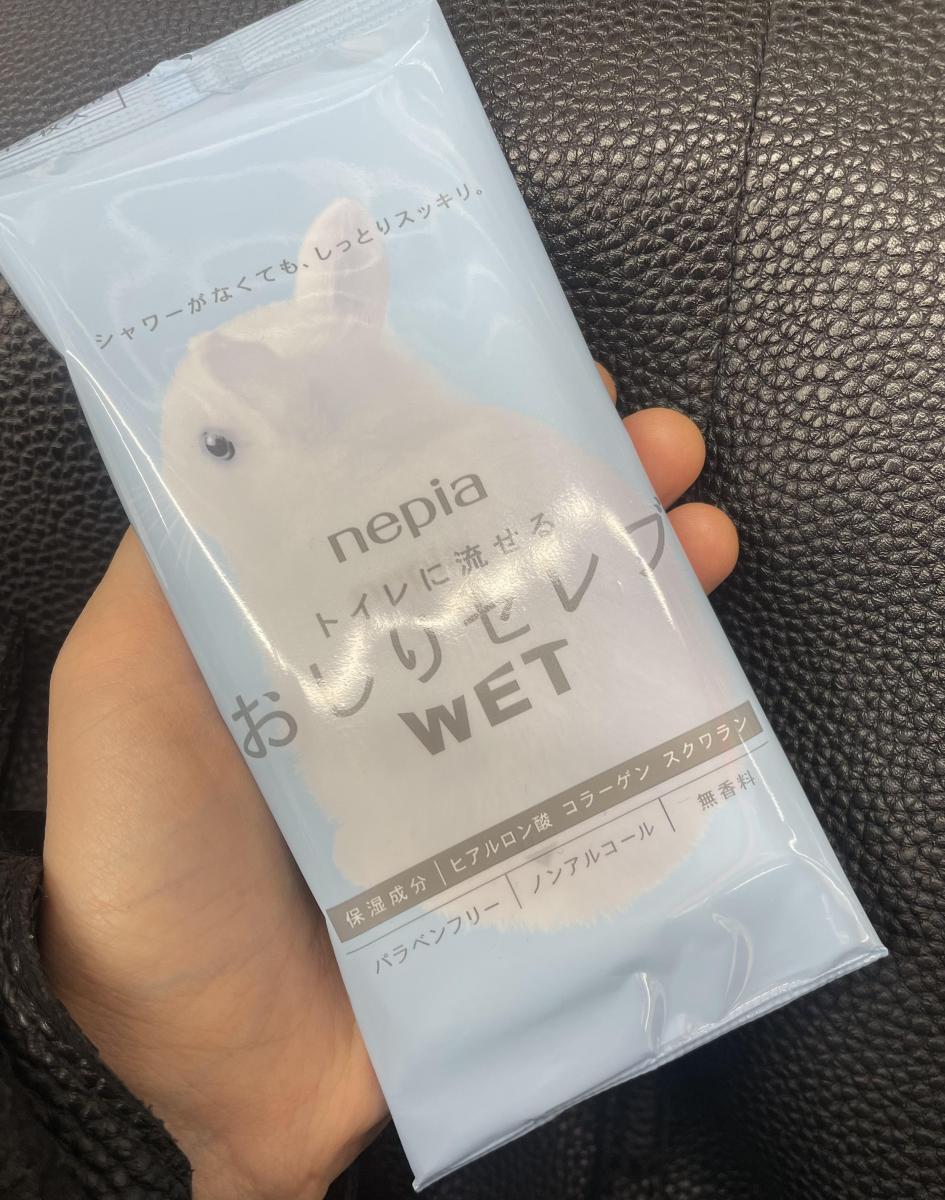 シャワーがなくても、しっとりスッキリ。
nepia
トイレに流せる
おしりセレブ
WET
保湿成分 | ヒアルロン酸 コラーゲン スクワラン
パラベンフリー | ノンアルコール | 無香料